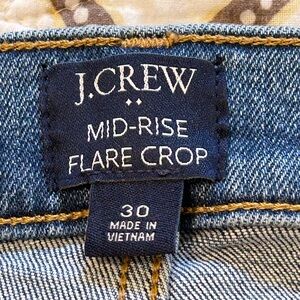 J.CREW
MID-RISE
FLARE CROP
30
MADE IN
VIETNAM